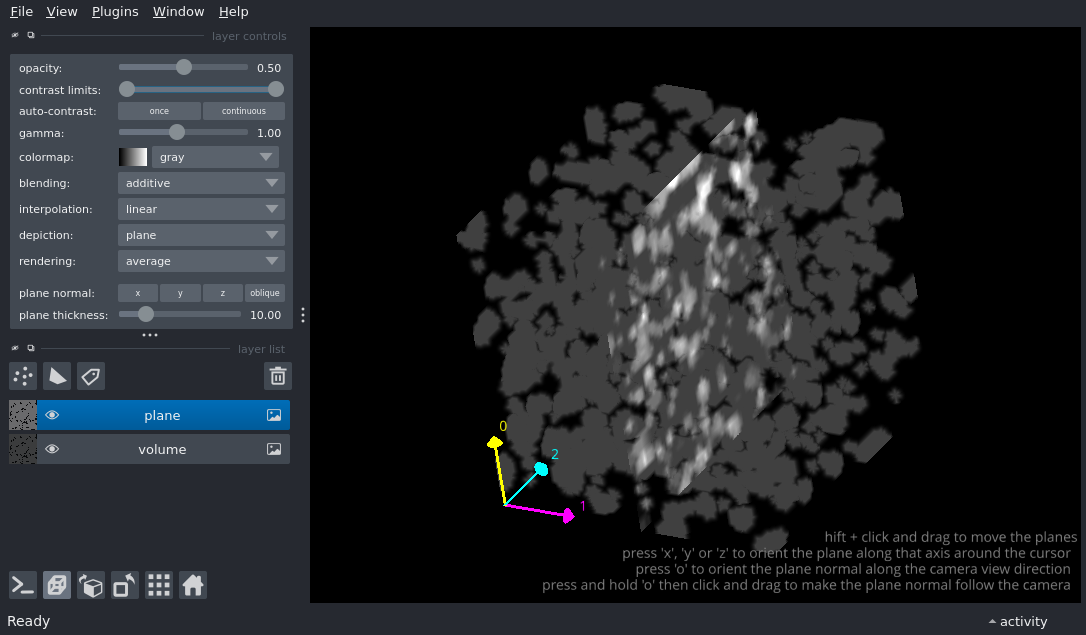 File View Plugins Window Help
layer controls
opacity: 0.50
contrast limits:
auto-contrast: once continuous
gamma: 1.00
colormap: gray
blending: additive
interpolation: linear
depiction: plane
rendering: average
plane normal: x y z oblique
plane thickness: 10.00
layer list
plane
volume
0
2
1
hift + click and drag to move the planes
press 'x', 'y' or 'z' to orient the plane along that axis around the cursor
press 'o' to orient the plane normal along the camera view direction
press and hold 'o' then click and drag to make the plane normal follow the camera
Ready
activity